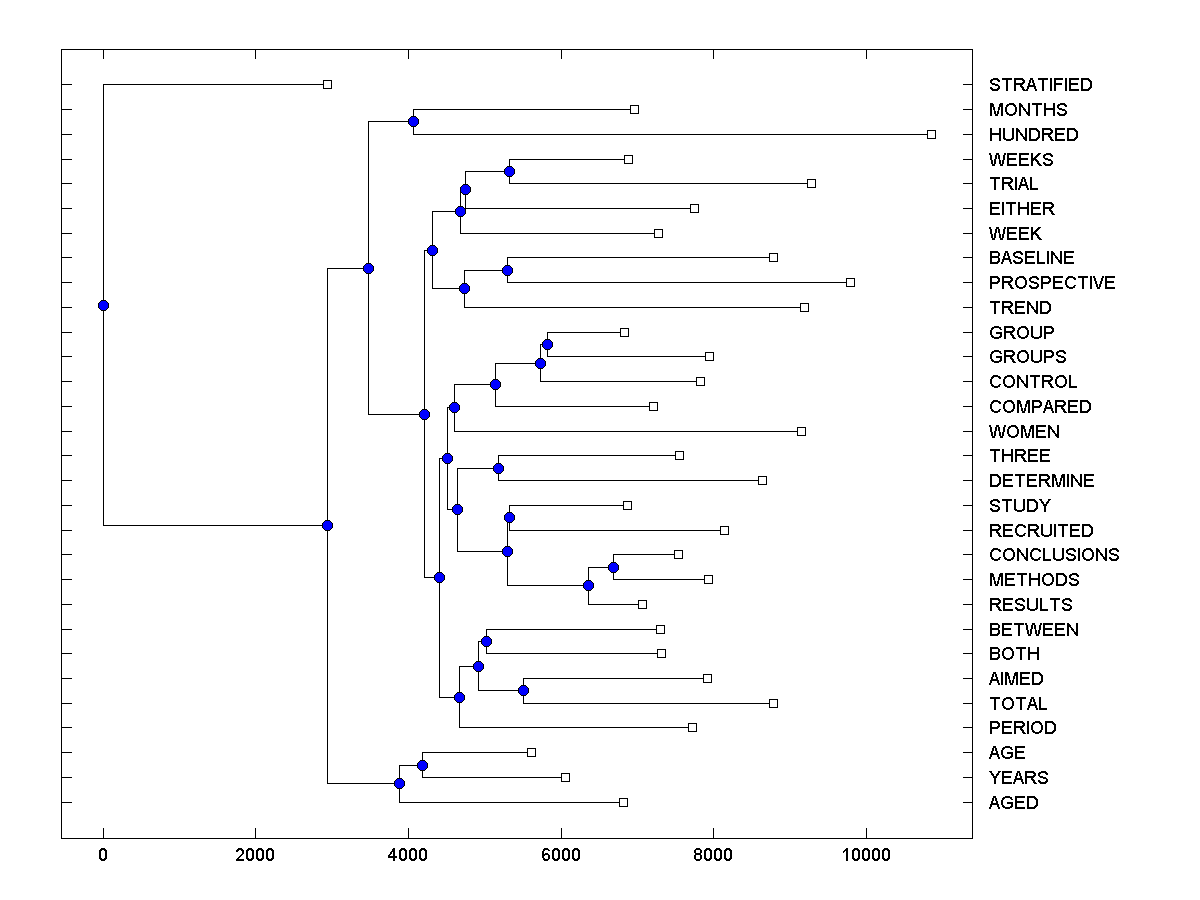 STRATIFIED
MONTHS
HUNDRED
WEEKS
TRIAL
EITHER
WEEK
BASELINE
PROSPECTIVE
TREND
GROUP
GROUPS
CONTROL
COMPARED
WOMEN
THREE
DETERMINE
STUDY
RECRUITED
CONCLUSIONS
METHODS
RESULTS
BETWEEN
BOTH
AIMED
TOTAL
PERIOD
AGE
YEARS
AGED
0 2000 4000 6000 8000 10000